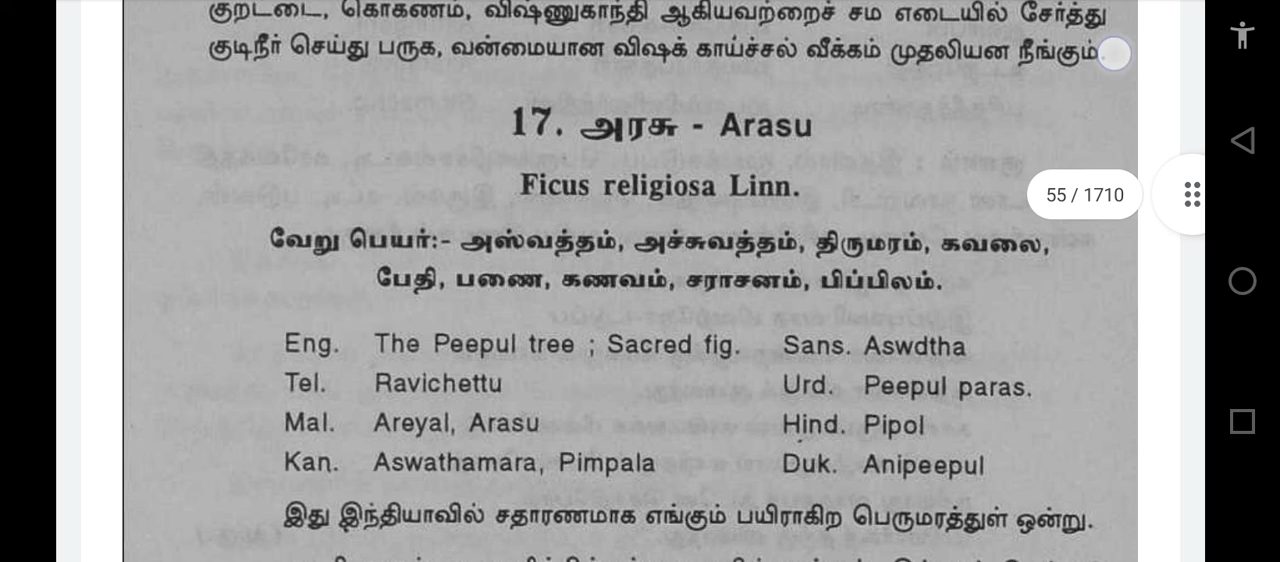 குறட்டை, கொகணம், விஷ்ணுகாந்தி ஆகியவற்றைச் சம எடையில் சேர்த்து
குடிநீர் செய்து பருக, வன்மையான விஷக் காய்ச்சல் வீக்கம் முதலியன நீங்கும்.
17. அரசு - Arasu
Ficus religiosa Linn.
55 / 1710
வேறு பெயர்:- அஸ்வத்தம், அச்சுவத்தம், திருமரம், கவலை,
பேதி, பணை, கணவம், சராசனம், பிப்பிலம்.
Eng. The Peepul tree ; Sacred fig. Sans. Aswdtha
Tel. Ravichettu Urd. Peepul paras.
Mal. Areyal, Arasu Hind. Pipol
Kan. Aswathamara, Pimpala Duk. Anipeepul
இது இந்தியாவில் சதாரணமாக எங்கும் பயிராகிற பெருமரத்துள் ஒன்று.